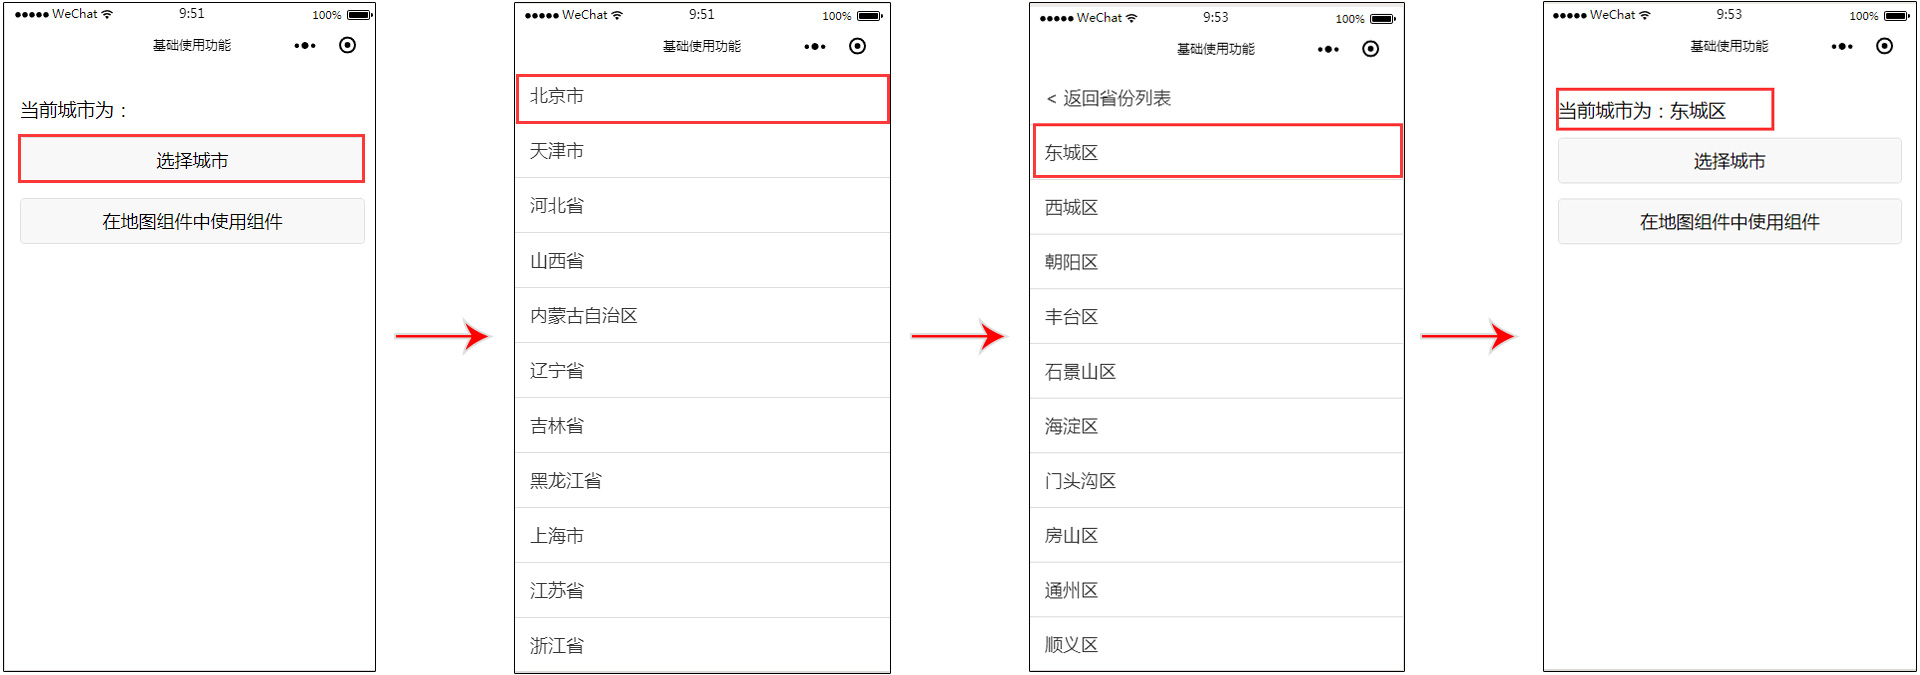 WeChat 9:51 100%
基础使用功能
当前城市为：
选择城市
在地图组件中使用组件
WeChat 9:51 100%
基础使用功能
北京市
天津市
河北省
山西省
内蒙古自治区
辽宁省
吉林省
黑龙江省
上海市
江苏省
浙江省
WeChat 9:53 100%
基础使用功能
< 返回省份列表
东城区
西城区
朝阳区
丰台区
石景山区
海淀区
门头沟区
房山区
通州区
顺义区
WeChat 9:53 100%
基础使用功能
当前城市为：东城区
选择城市
在地图组件中使用组件